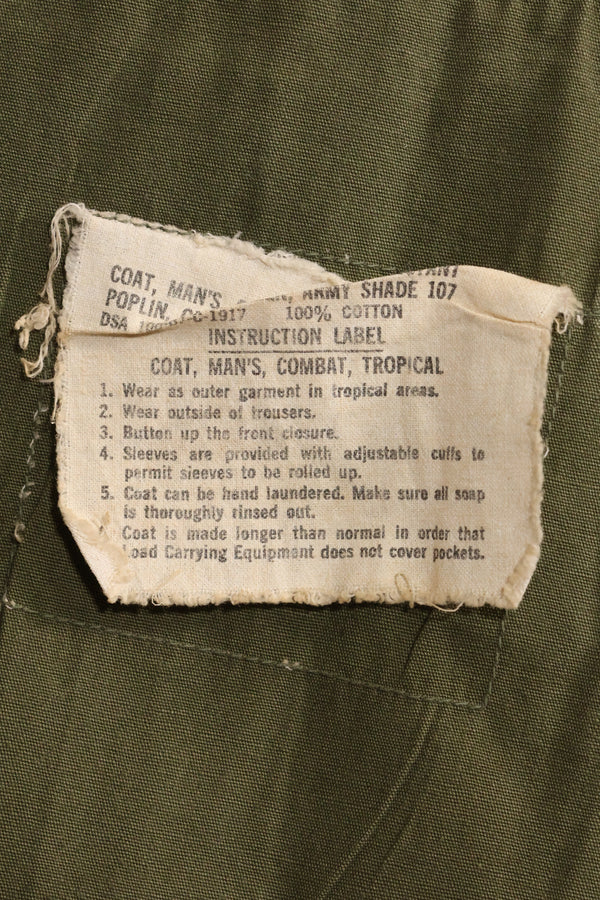 COAT, MAN'S ARMY SHADE 107
POPLIN, 100% COTTON
DSA
INSTRUCTION LABEL
COAT, MAN'S, COMBAT, TROPICAL
1. Wear as outer garment in tropical areas.
2. Wear outside of trousers.
3. Button up the front closure.
4. Sleeves are provided with adjustable cuffs to
permit sleeves to be rolled up.
5. Coat can be hand laundered. Make sure all soap
is thoroughly rinsed out.
Coat is made longer than normal in order that
Load Carrying Equipment does not cover pockets.